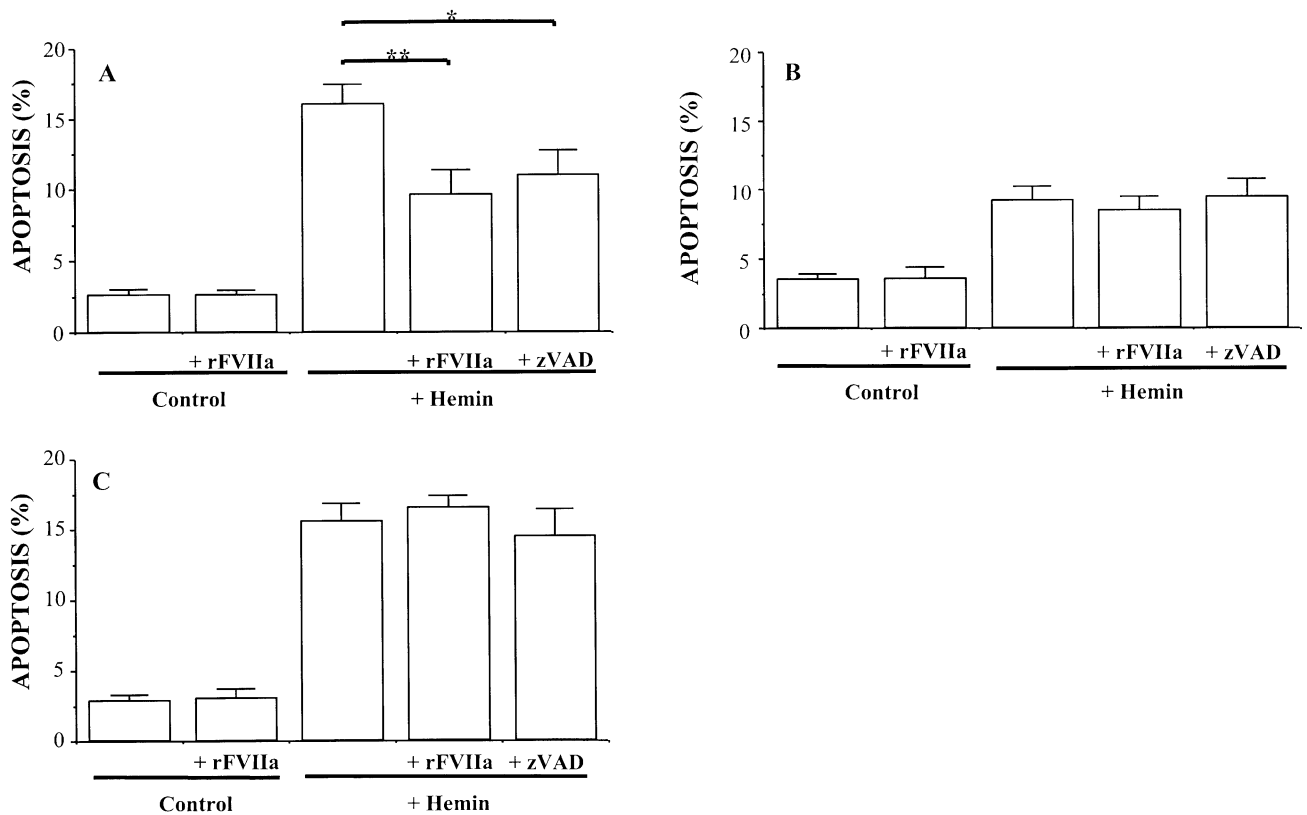 *
**
A
APOPTOSIS (%)
20
15
10
5
0
+ rFVIIa
+ rFVIIa
+ zVAD
Control
+ Hemin
B
APOPTOSIS (%)
20
15
10
5
0
+ rFVIIa
+ rFVIIa
+ zVAD
Control
+ Hemin
C
APOPTOSIS (%)
20
15
10
5
0
+ rFVIIa
+ rFVIIa
+ zVAD
Control
+ Hemin